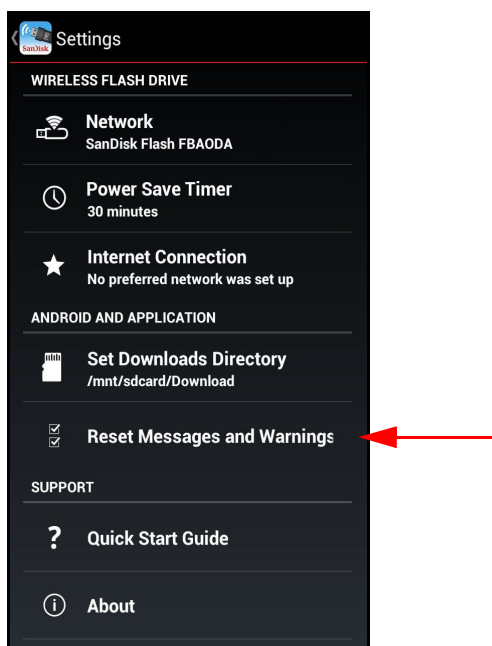 SanDisk
Settings
WIRELESS FLASH DRIVE
Network
SanDisk Flash FBAODA
Power Save Timer
30 minutes
Internet Connection
No preferred network was set up
ANDROID AND APPLICATION
Set Downloads Directory
/mnt/sdcard/Download
Reset Messages and Warnings
SUPPORT
Quick Start Guide
About